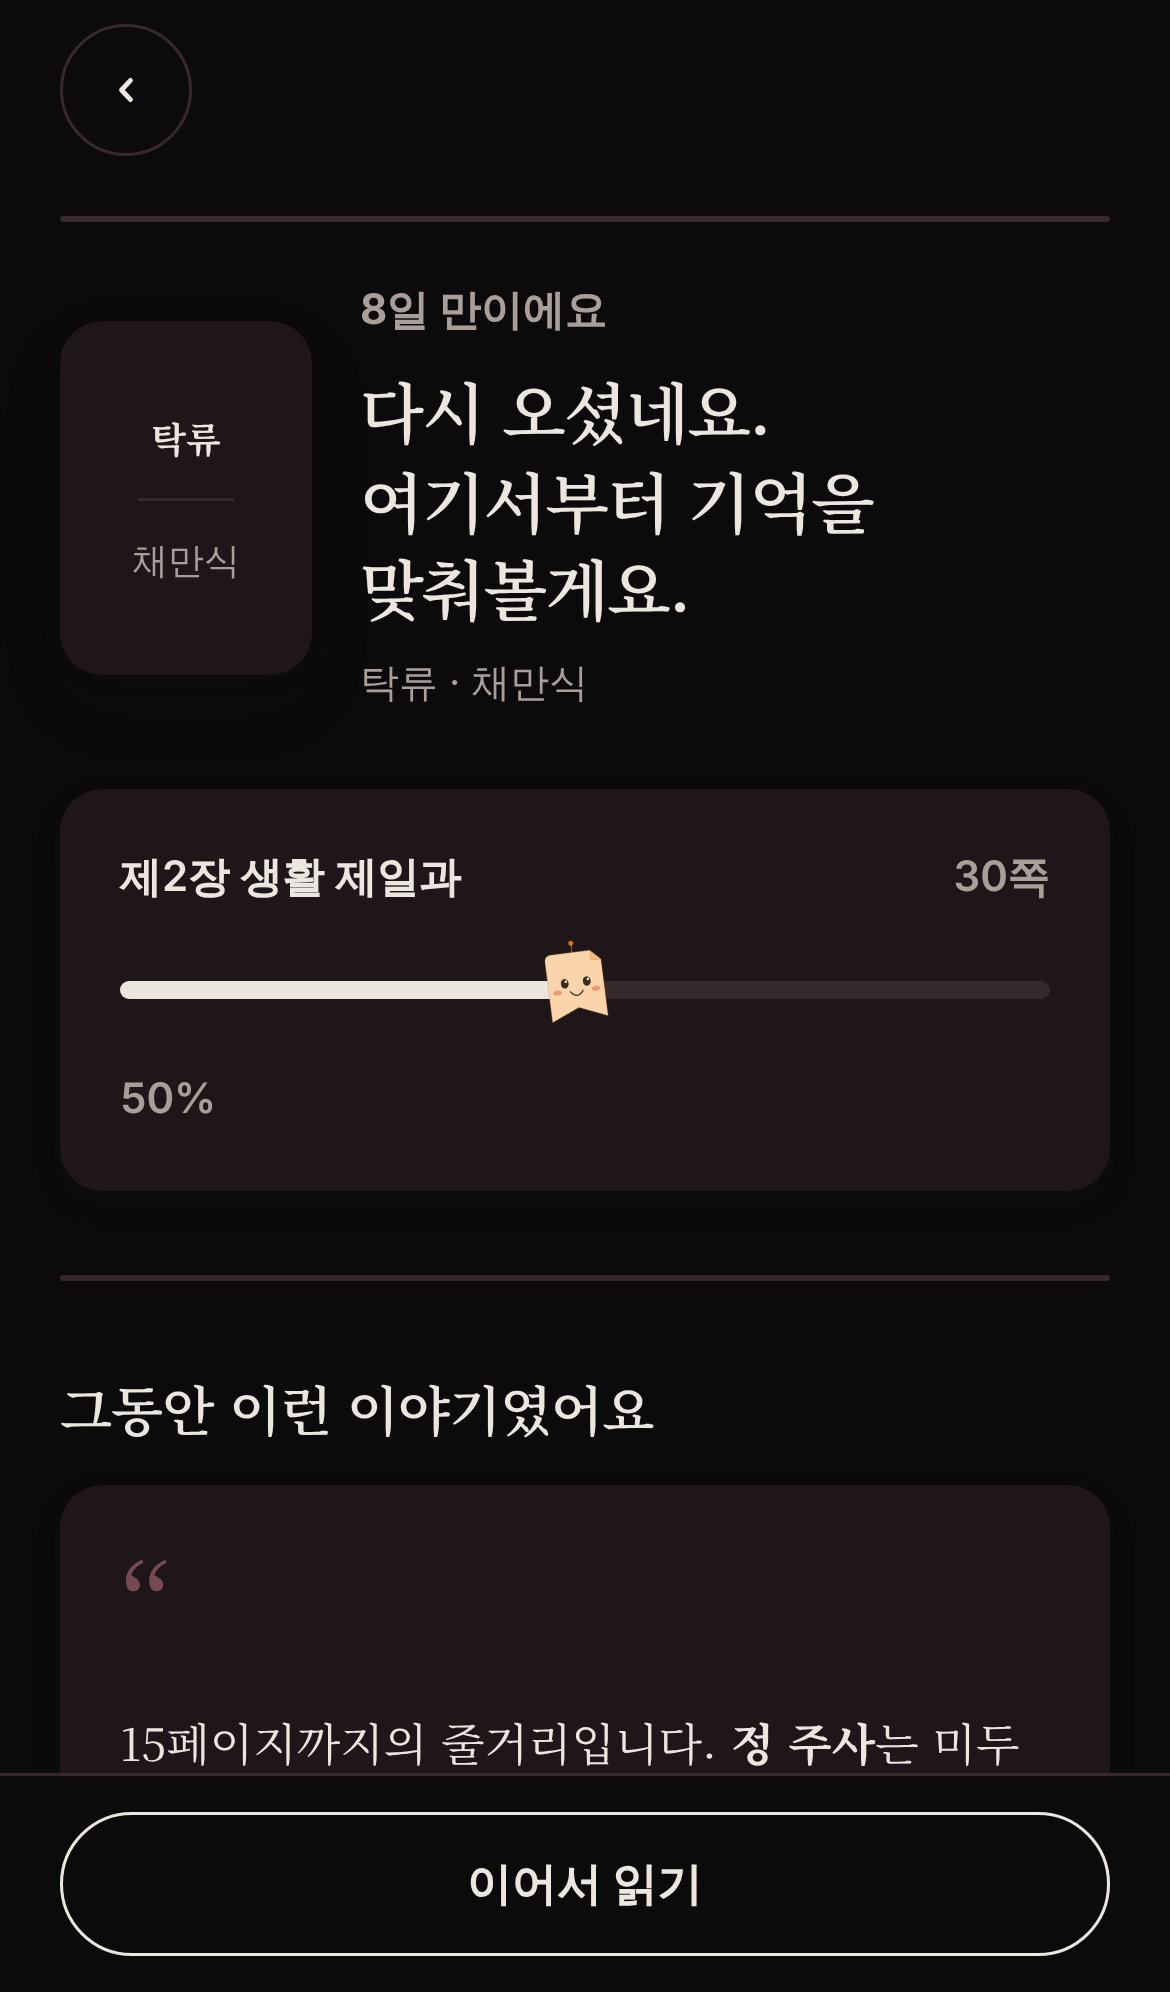 8일 만이에요
다시 오셨네요.
여기서부터 기억을
맞춰볼게요.
탁류 · 채만식
탁류
채만식
제2장 생활 제일과
30쪽
50%
그동안 이런 이야기였어요
“
15페이지까지의 줄거리입니다. 정 주사는 미두
이어서 읽기